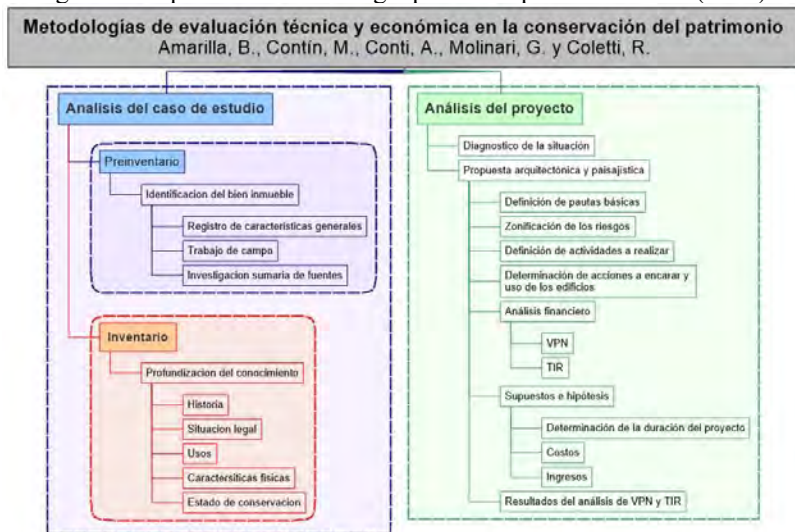 Metodologías de evaluación técnica y económica en la conservación del patrimonio
Amarilla, B., Contín, M., Conti, A., Molinari, G. y Coletti, R.
Analisis del caso de estudio
Preinventario
Identificacion del bien inmueble
Registro de características generales
Trabajo de campo
Investigacion sumaria de fuentes
Inventario
Profundizacion del conocimiento
Historia
Situacion legal
Usos
Caractersiticas fisicas
Estado de conservacion
Análisis del proyecto
Diagnostico de la situación
Propuesta arquitectónica y paisajística
Definición de pautas básicas
Zonificación de los riesgos
Definición de actividades a realizar
Determinación de acciones a encarar y
uso de los edificios
Análisis financiero
VPN
TIR
Supuestos e hipótesis
Determinación de la duración del proyecto
Costos
Ingresos
Resultados del análisis de VPN y TIR